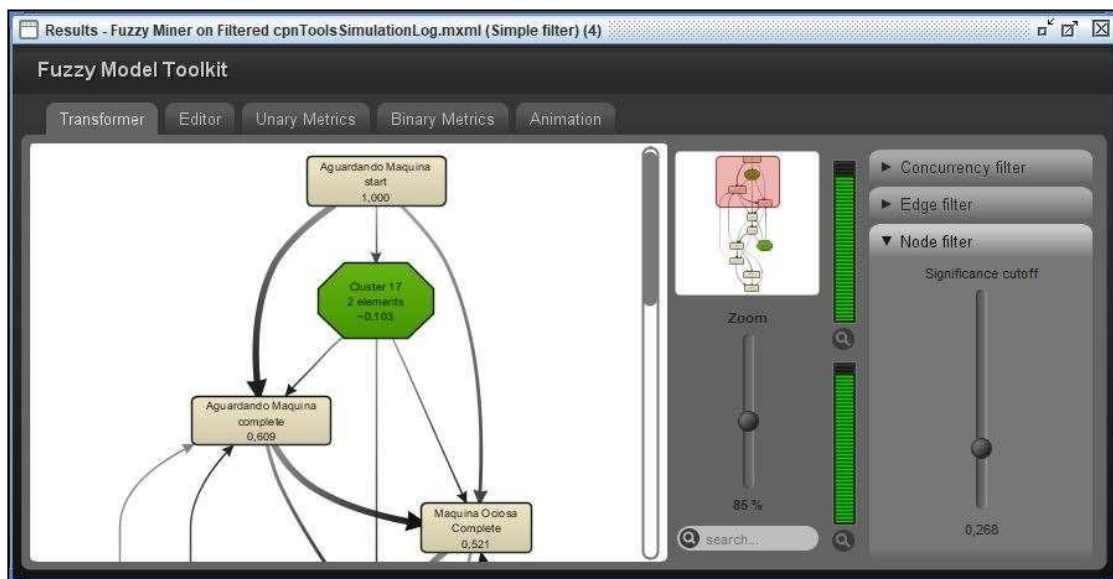 Results - Fuzzy Miner on Filtered cpnToolsSimulationLog.mxml (Simple filter) (4)
Fuzzy Model Toolkit
Transformer
Editor
Unary Metrics
Binary Metrics
Animation
Aguardando Maquina
start
1,000
Cluster 17
2 elements
~0,103
Aguardando Maquina
complete
0,609
Maquina Ociosa
Complete
0,521
Zoom
85 %
search...
▶ Concurrency filter
▶ Edge filter
▼ Node filter
Significance cutoff
0,268